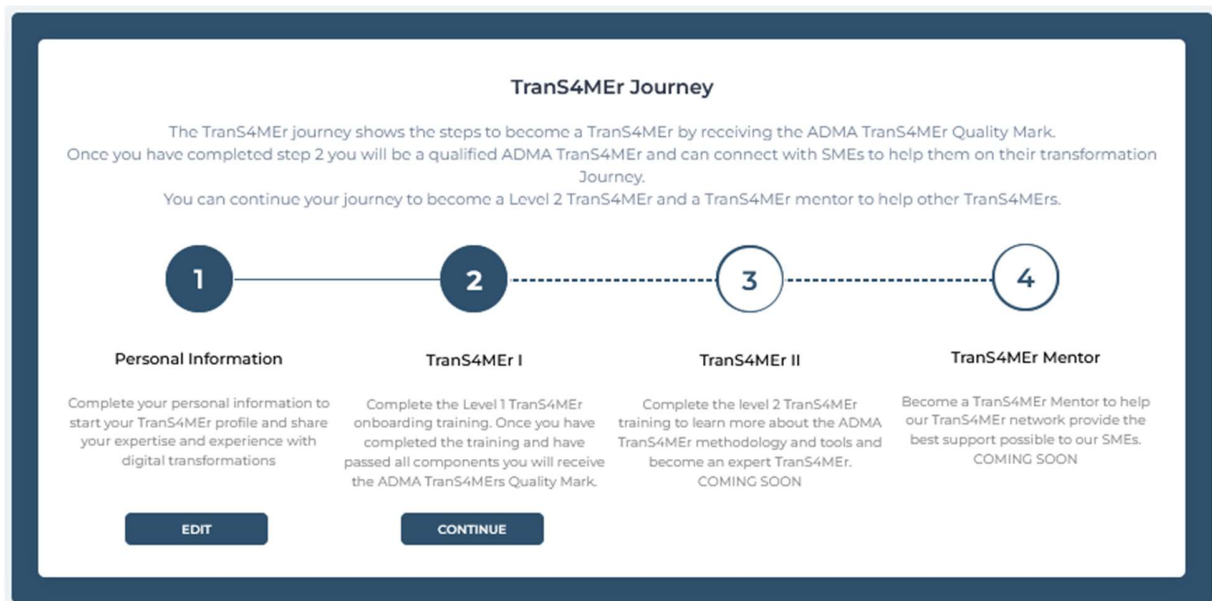 TranS4MEr Journey
The TranS4MEr journey shows the steps to become a TranS4MEr by receiving the ADMA TranS4MEr Quality Mark.
Once you have completed step 2 you will be a qualified ADMA TranS4MEr and can connect with SMEs to help them on their transformation
Journey.
You can continue your journey to become a Level 2 TranS4MEr and a TranS4MEr mentor to help other TranS4MErs.
1
2
3
4
Personal Information
Complete your personal information to
start your TranS4MEr profile and share
your expertise and experience with
digital transformations
EDIT
TranS4MEr I
Complete the Level 1 TranS4MEr
onboarding training. Once you have
completed the training and have
passed all components you will receive
the ADMA TranS4MErs Quality Mark.
CONTINUE
TranS4MEr II
Complete the level 2 TranS4MEr
training to learn more about the ADMA
TranS4MEr methodology and tools and
become an expert TranS4MEr.
COMING SOON
TranS4MEr Mentor
Become a TranS4MEr Mentor to help
our TranS4MEr network provide the
best support possible to our SMEs.
COMING SOON